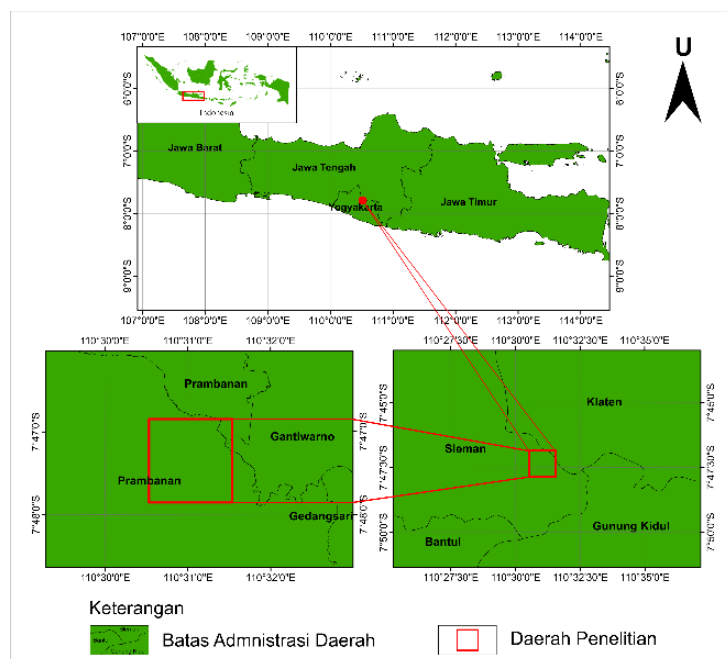 107°0'0"E 108°0'0"E 109°0'0"E 110°0'0"E 111°0'0"E 112°0'0"E 113°0'0"E 114°0'0"E
U
Indonesia
6°0'0"S 6°0'0"S
7°0'0"S 7°0'0"S
8°0'0"S 8°0'0"S
9°0'0"S 9°0'0"S
Jawa Barat
Jawa Tengah
Yogyakarta
Jawa Timur
107°0'0"E 108°0'0"E 109°0'0"E 110°0'0"E 111°0'0"E 112°0'0"E 113°0'0"E 114°0'0"E
110°30'0"E 110°31'0"E 110°32'0"E
7°47'0"S 7°47'0"S
7°48'0"S 7°48'0"S
Prambanan
Gantiwarno
Prambanan
Gedangsari
110°30'0"E 110°31'0"E 110°32'0"E
110°27'30"E 110°30'0"E 110°32'30"E 110°35'0"E
7°45'0"S 7°45'0"S
7°47'30"S 7°47'30"S
7°50'0"S 7°50'0"S
Klaten
Sleman
Gunung Kidul
Bantul
110°27'30"E 110°30'0"E 110°32'30"E 110°35'0"E
Keterangan
Batas Admnistrasi Daerah
Daerah Penelitian